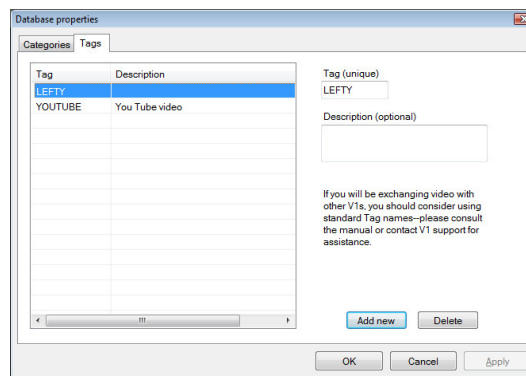 Database properties
Categories
Tags
Tag
Description
LEFTY
YOUTUBE
You Tube video
Tag (unique)
LEFTY
Description (optional)
If you will be exchanging video with
other V1s, you should consider using
standard Tag names--please consult
the manual or contact V1 support for
assistance.
Add new
Delete
OK
Cancel
Apply